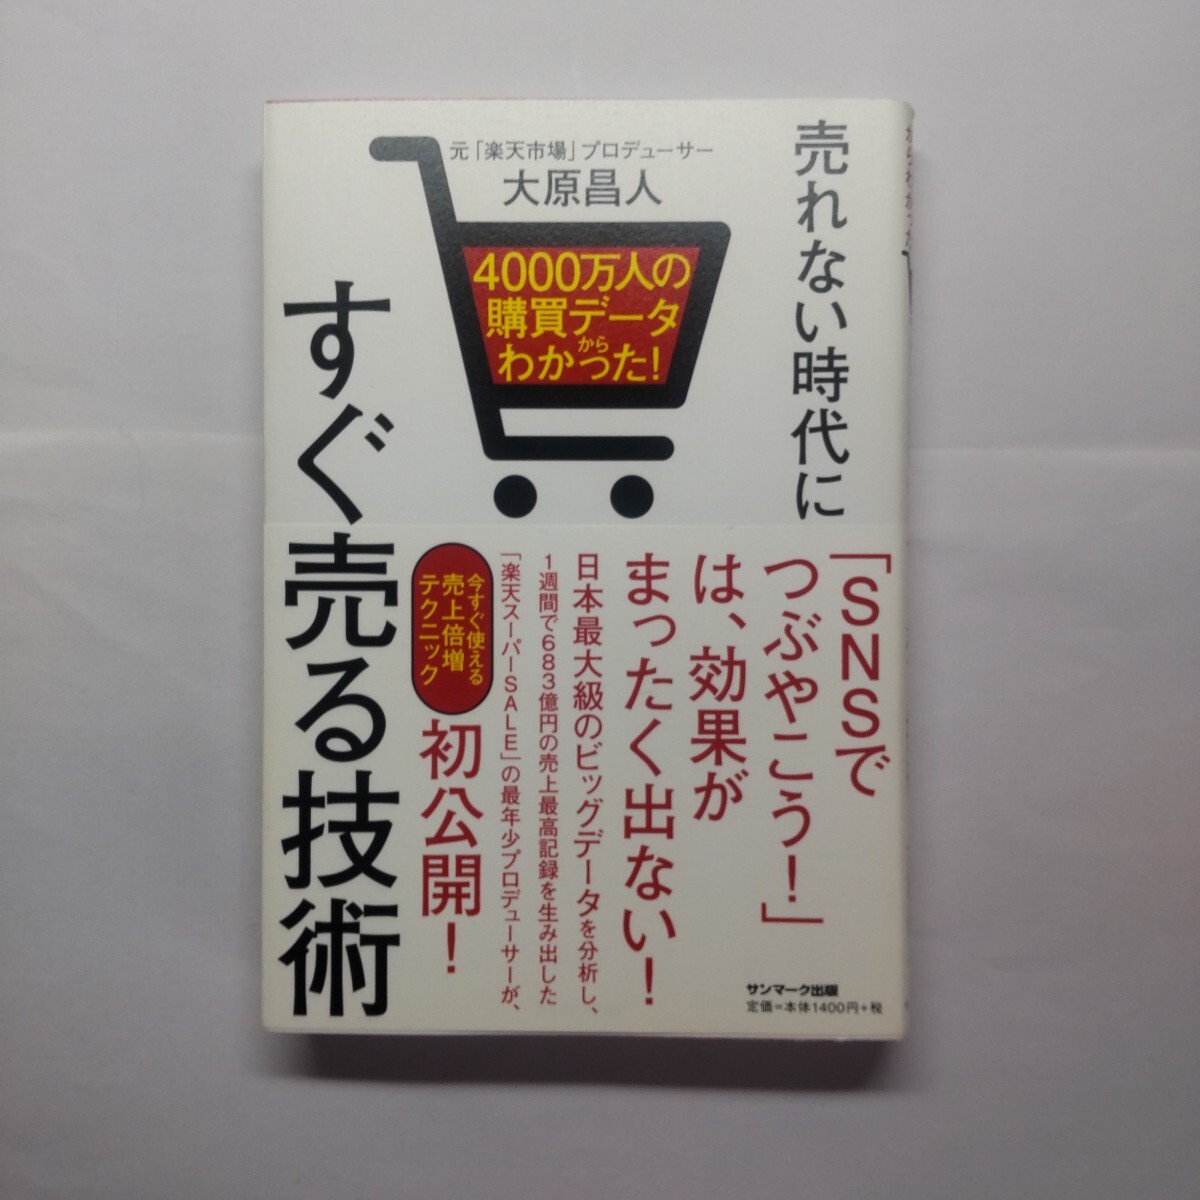 売れない時代に
すぐ売る技術
元「楽天市場」プロデューサー
大原昌人
4000万人の
購買データ
から
わかった!
「SNSで
つぶやこう!」
は、効果が
まったく出ない!
日本最大級のビッグデータを分析し、
1週間で683億円の売上最高記録を生み出した
「楽天スーパーSALE」の最年少プロデューサーが、
今すぐ使える
売上倍増
テクニック
初公開!
サンマーク出版
定価=本体1400円+税